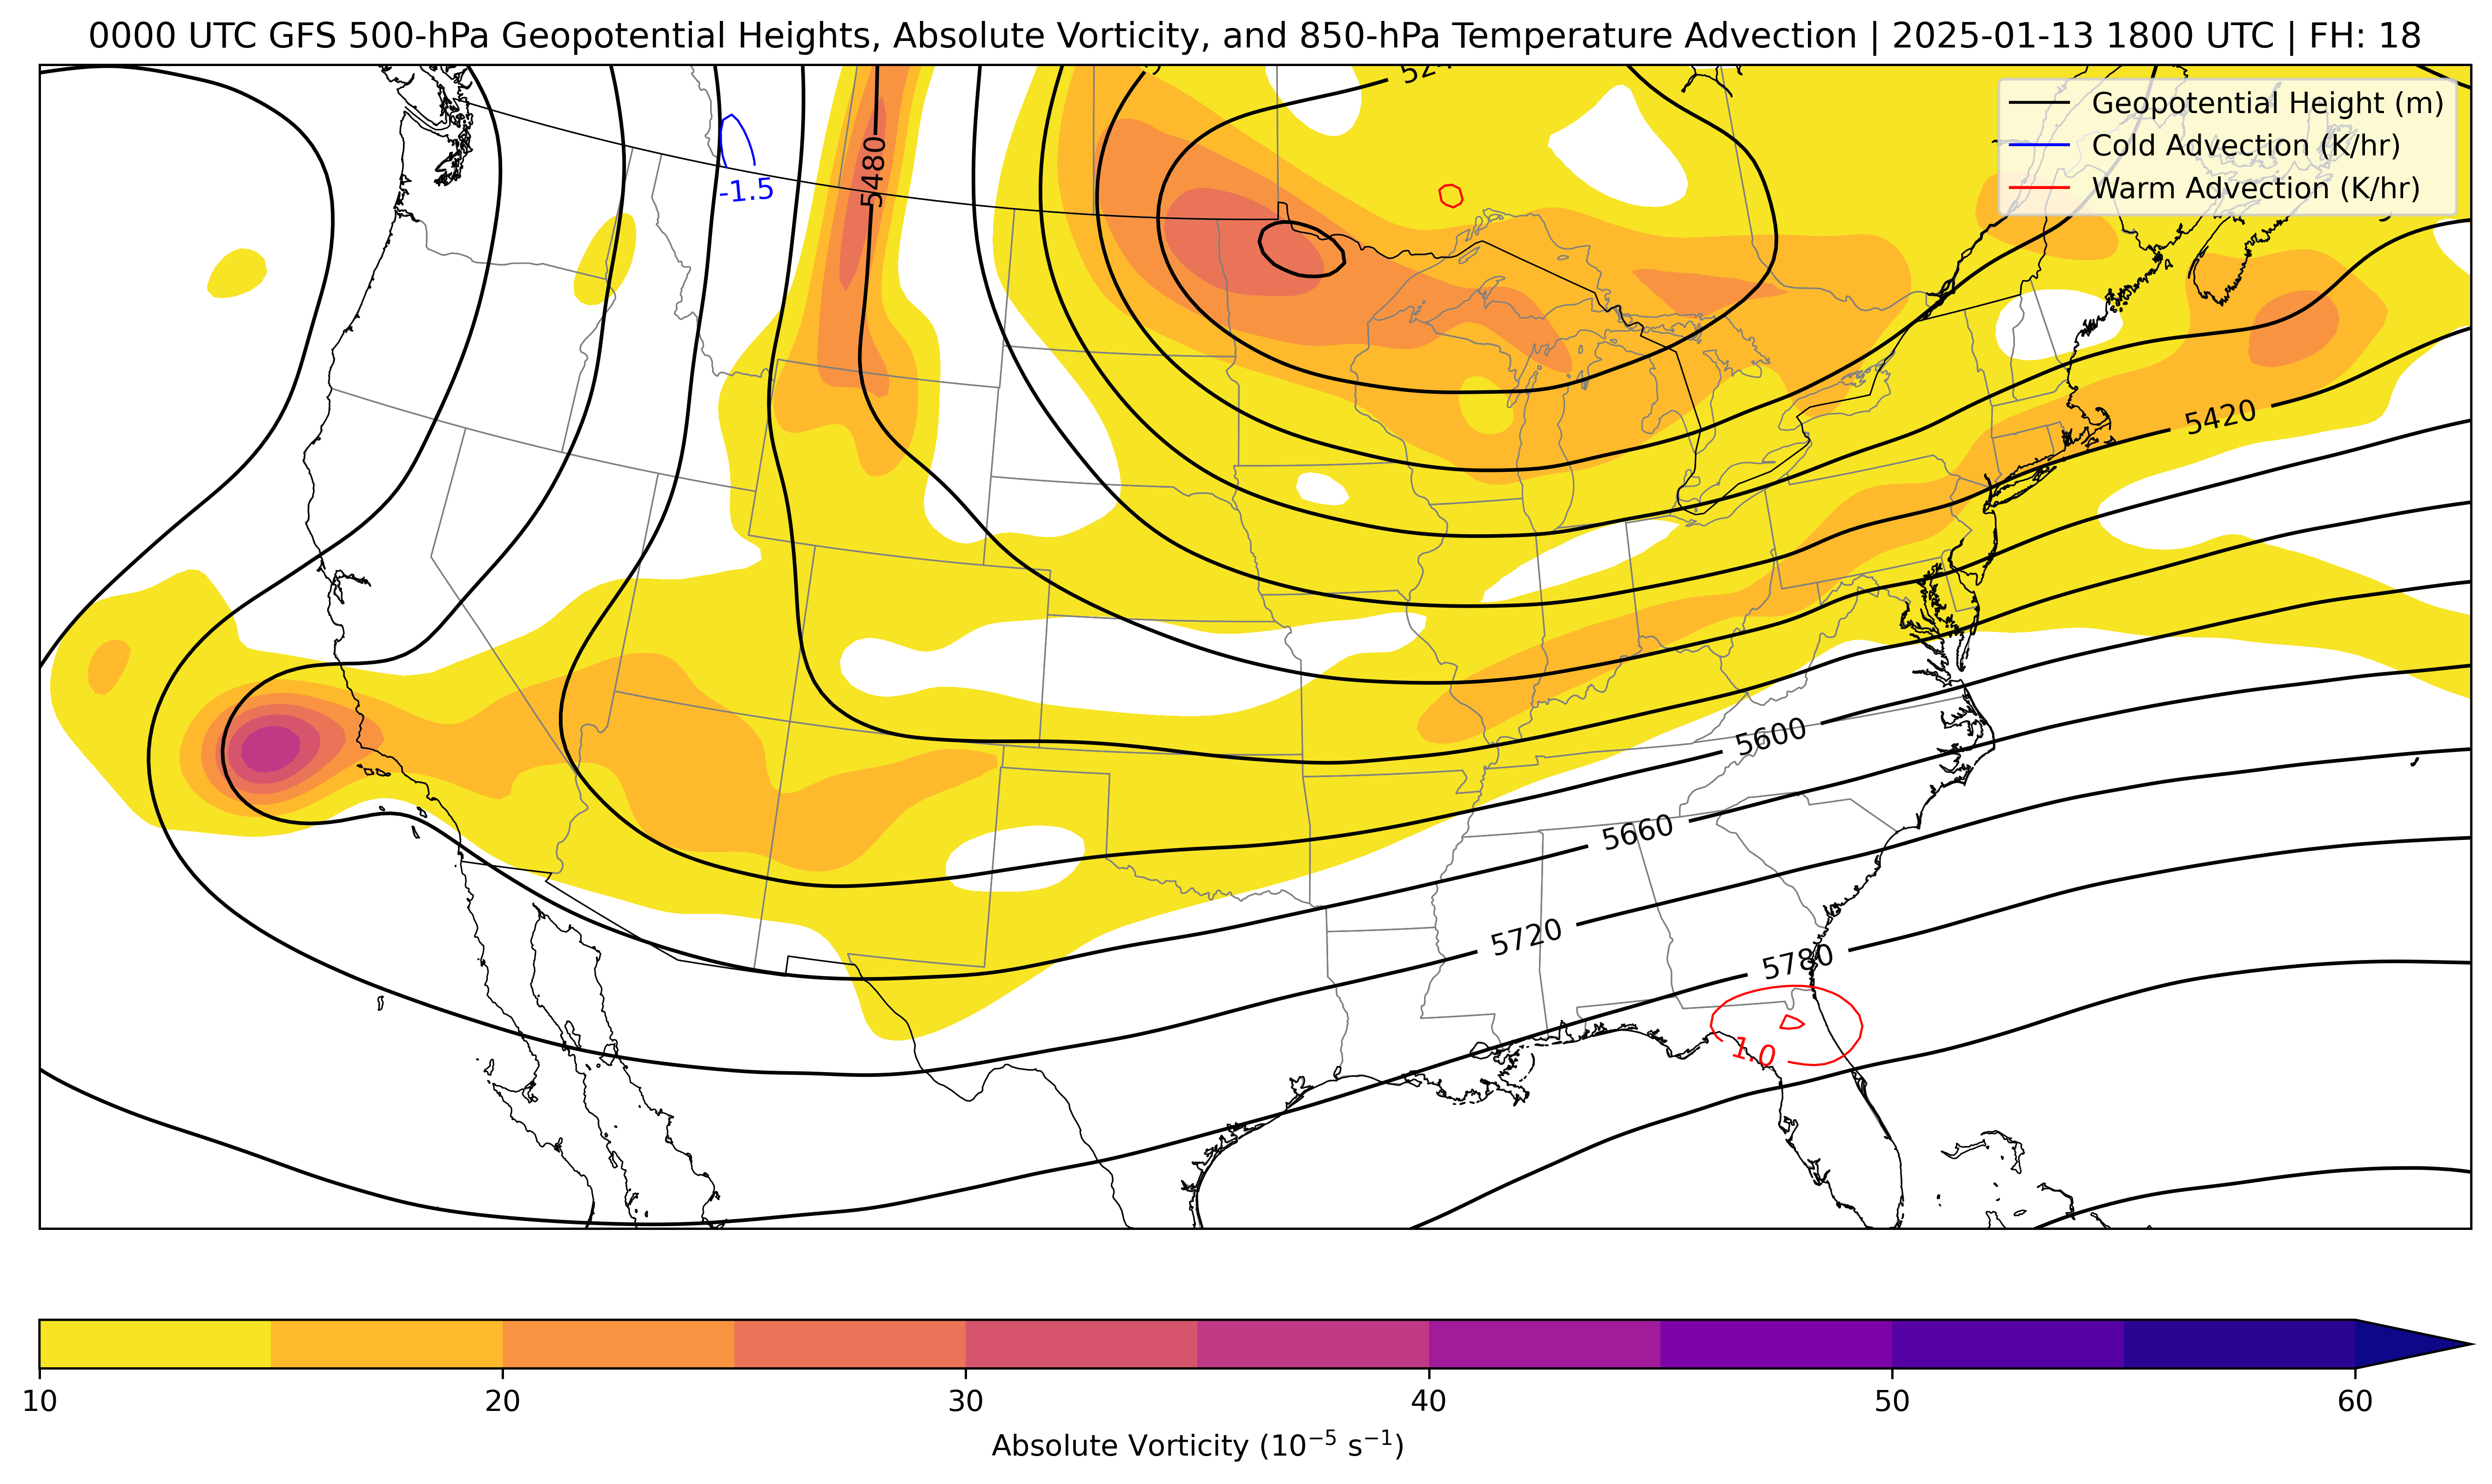 0000 UTC GFS 500-hPa Geopotential Heights, Absolute Vorticity, and 850-hPa Temperature Advection | 2025-01-13 1800 UTC | FH: 18
Geopotential Height (m)
Cold Advection (K/hr)
Warm Advection (K/hr)
5480
-1.5
5420
5600
5660
5720
5780
1.0
10 20 30 40 50 60
Absolute Vorticity (10⁻⁵ s⁻¹)